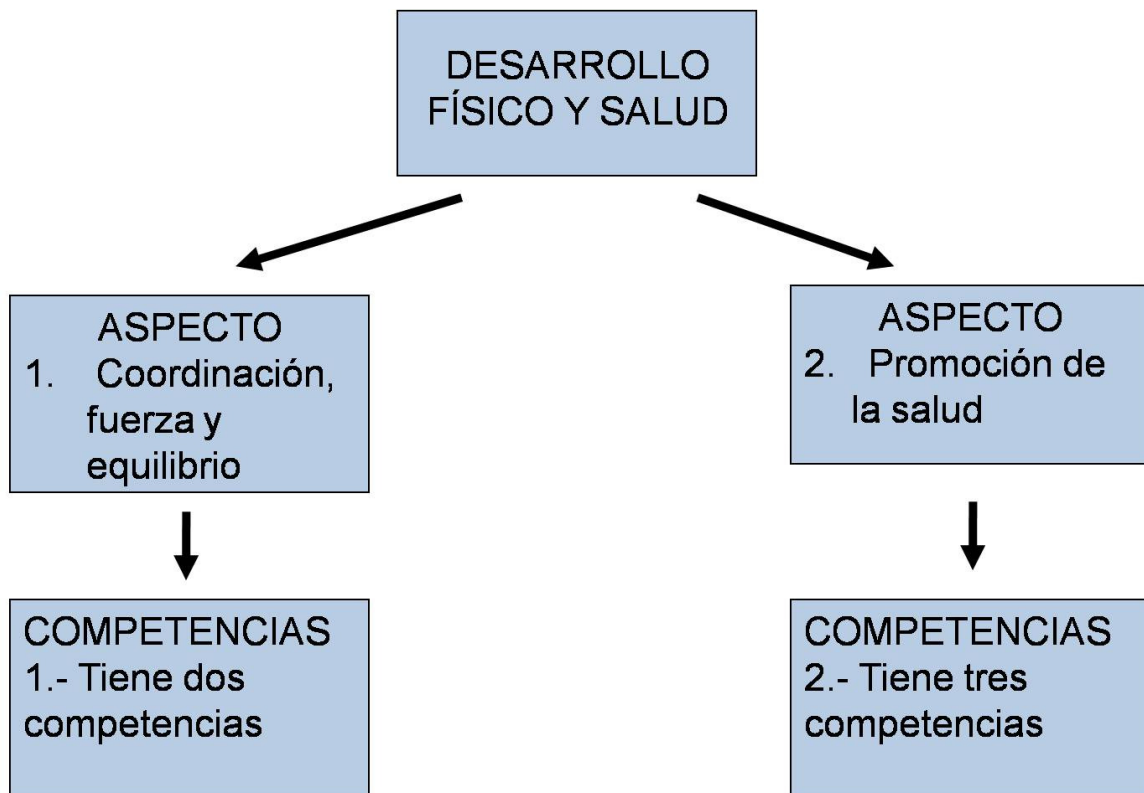 DESARROLLO
FÍSICO Y SALUD
ASPECTO
1. Coordinación,
fuerza y
equilibrio
ASPECTO
2. Promoción de
la salud
COMPETENCIAS
1.- Tiene dos
competencias
COMPETENCIAS
2.- Tiene tres
competencias